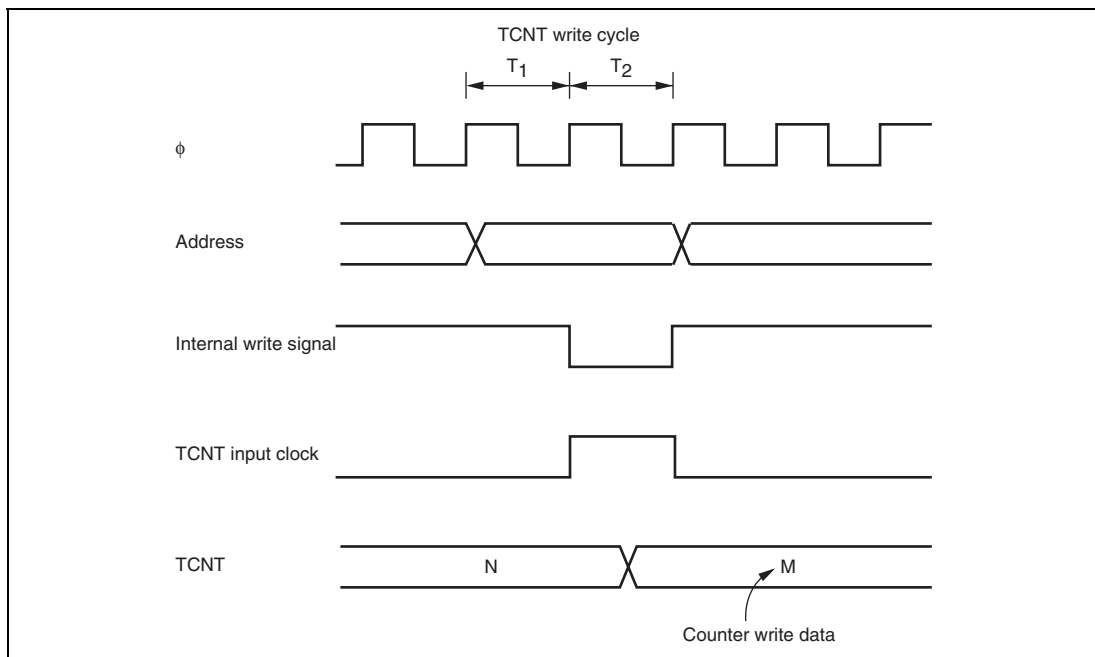 TCNT write cycle
T1 T2
ϕ
Address
Internal write signal
TCNT input clock
TCNT N M
Counter write data